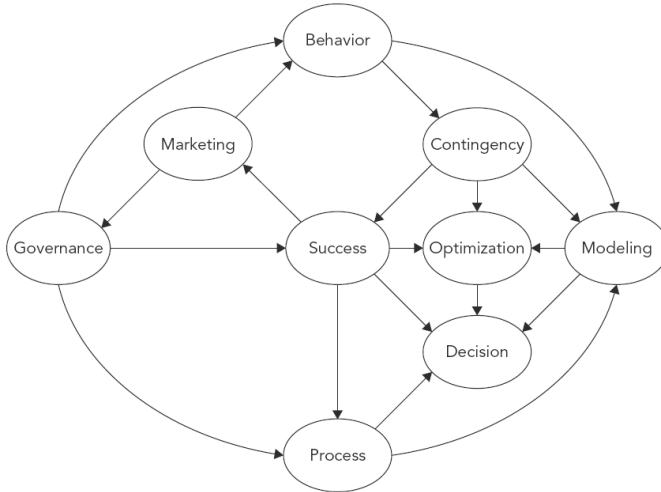 Behavior
Marketing
Contingency
Governance
Success
Optimization
Modeling
Decision
Process